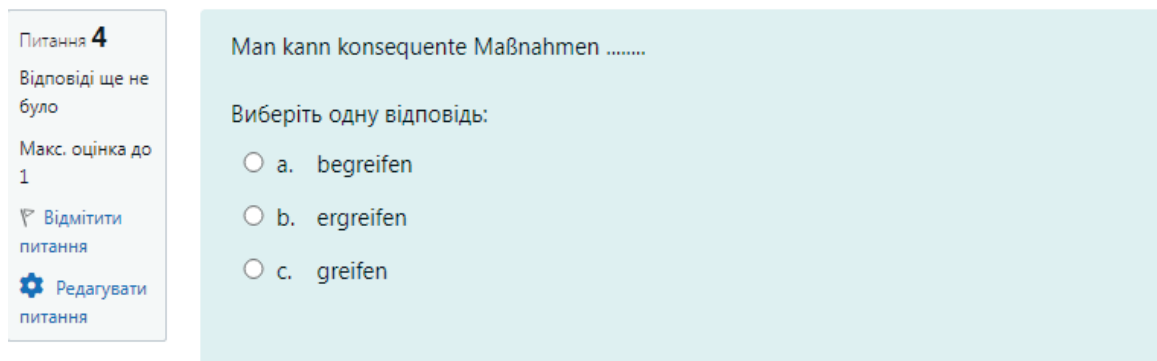 Питання 4
Відповіді ще не
було
Макс. оцінка до
1
Відмітити
питання
Редагувати
питання
Man kann konsequente Maßnahmen ........
Виберіть одну відповідь:
a. begreifen
b. ergreifen
c. greifen